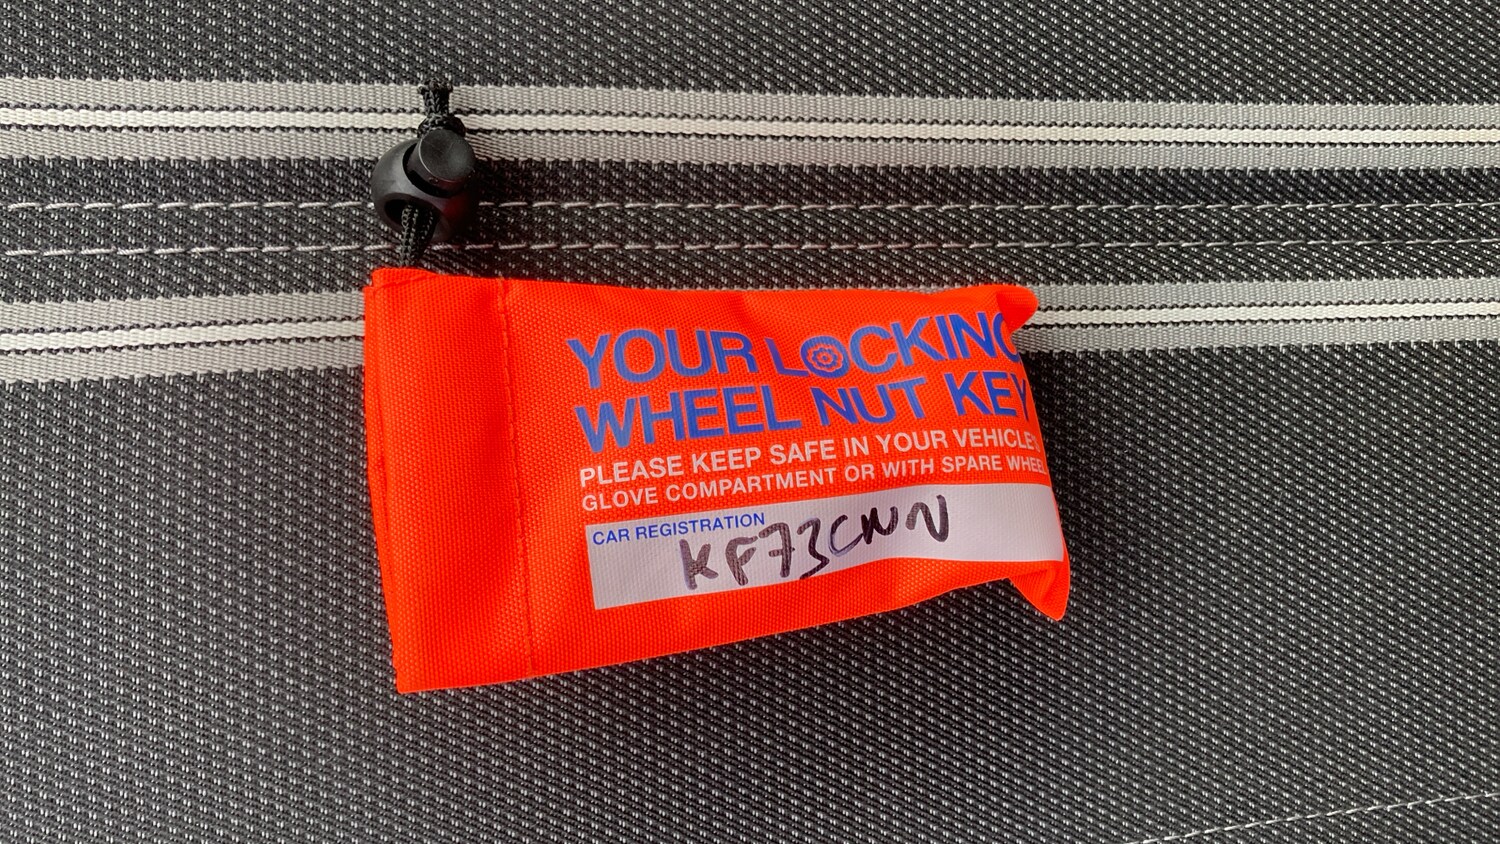 YOUR LOCKING
WHEEL NUT KEY
PLEASE KEEP SAFE IN YOUR VEHICLE'S
GLOVE COMPARTMENT OR WITH SPARE WHEEL
CAR REGISTRATION
KF73CNN